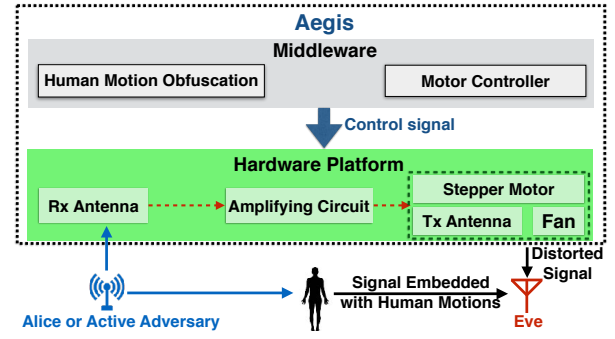 Aegis
Middleware
Human Motion Obfuscation
Motor Controller
Control signal
Hardware Platform
Rx Antenna
Amplifying Circuit
Stepper Motor
Tx Antenna
Fan
Distorted
Signal
Signal Embedded
with Human Motions
Alice or Active Adversary
Eve